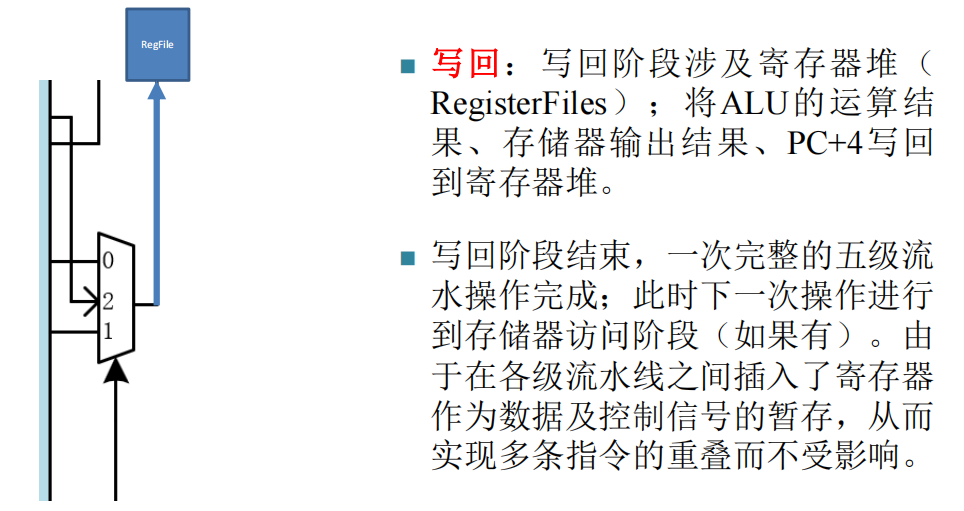 RegFile
0
2
1
写回：写回阶段涉及寄存器堆（
RegisterFiles）；将ALU的运算结
果、存储器输出结果、PC+4写回
到寄存器堆。
写回阶段结束，一次完整的五级流
水操作完成；此时下一次操作进行
到存储器访问阶段（如果有）。由
于在各级流水线之间插入了寄存器
作为数据及控制信号的暂存，从而
实现多条指令的重叠而不受影响。